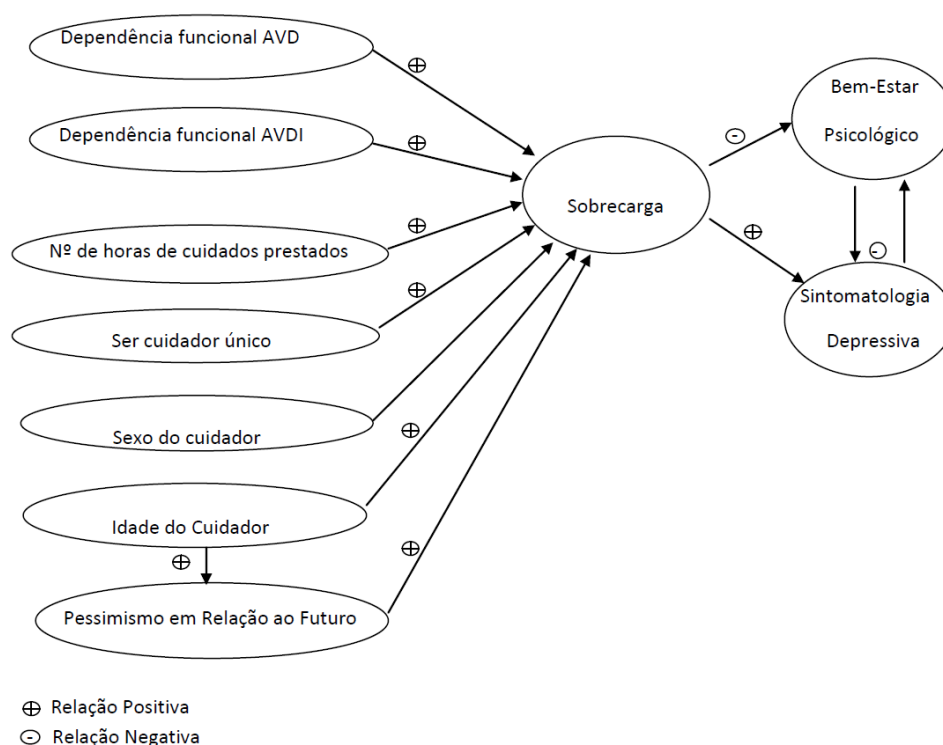 Dependência funcional AVD
Dependência funcional AVDI
Nº de horas de cuidados prestados
Ser cuidador único
Sexo do cuidador
Idade do Cuidador
Pessimismo em Relação ao Futuro
Sobrecarga
Bem-Estar
Psicológico
Sintomatologia
Depressiva
Relação Positiva
Relação Negativa